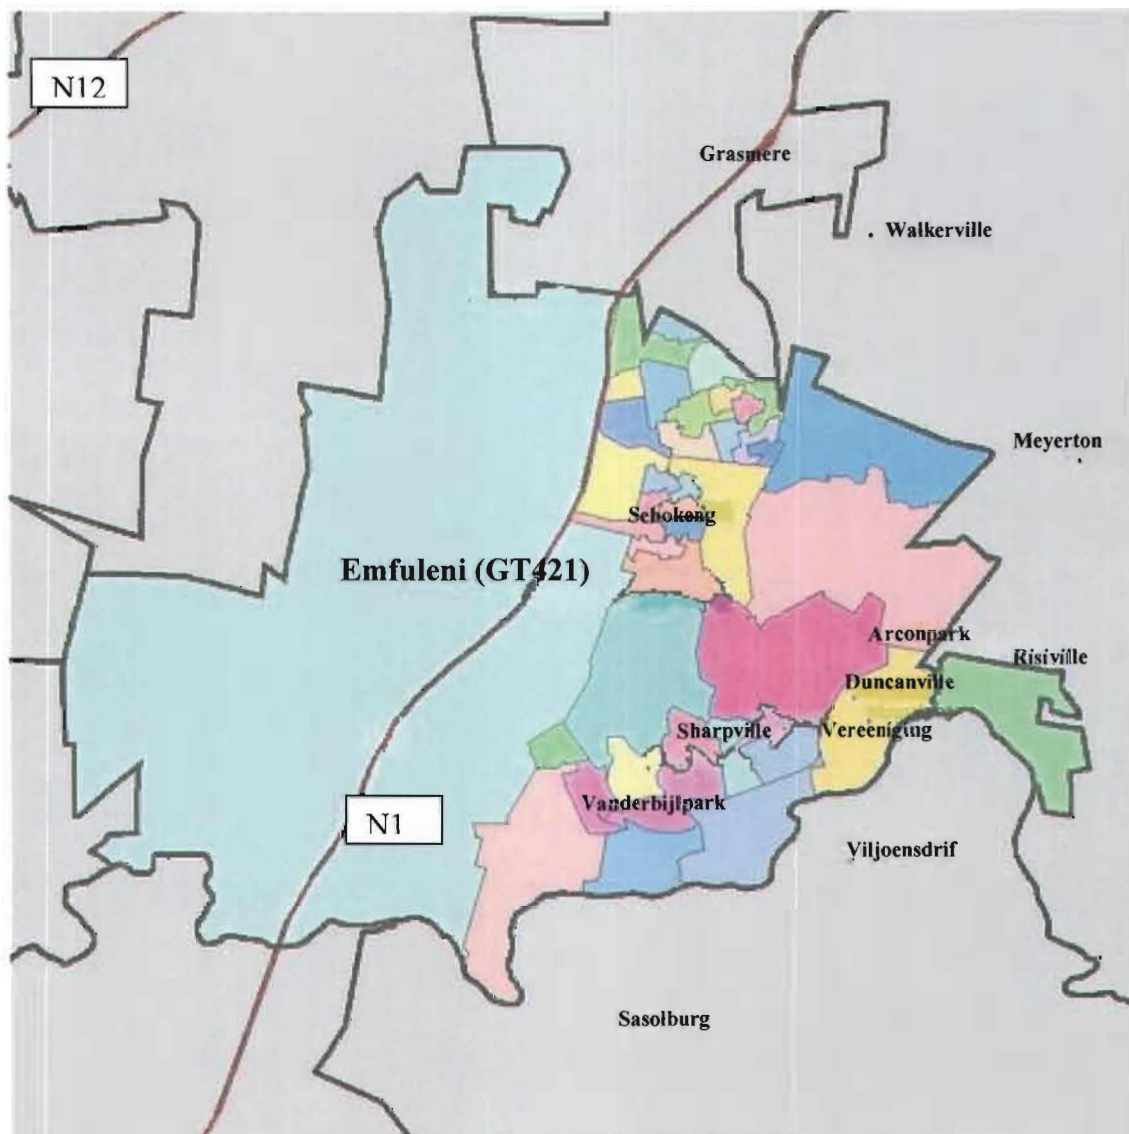 N12
Grasmere
Walkerville
Meyerton
Sebokeng
Emfuleni (GT421)
Arconpark
Risiville
Duncanville
Sharpville
Vereeniging
Vanderbijlpark
N1
Viljoensdrif
Sasolburg